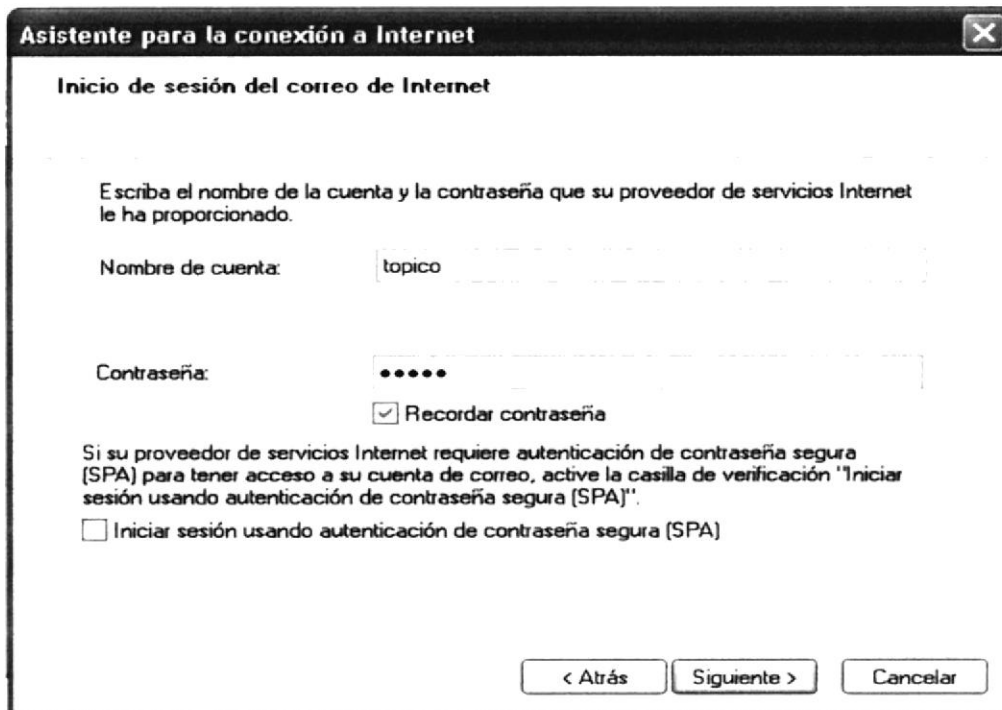 Asistente para la conexión a Internet
Inicio de sesión del correo de Internet
Escriba el nombre de la cuenta y la contraseña que su proveedor de servicios Internet
le ha proporcionado.
Nombre de cuenta: topico
Contraseña: •••••
Recordar contraseña
Si su proveedor de servicios Internet requiere autenticación de contraseña segura
(SPA) para tener acceso a su cuenta de correo, active la casilla de verificación "Iniciar
sesión usando autenticación de contraseña segura (SPA)".
Iniciar sesión usando autenticación de contraseña segura (SPA)
< Atrás Siguiente > Cancelar